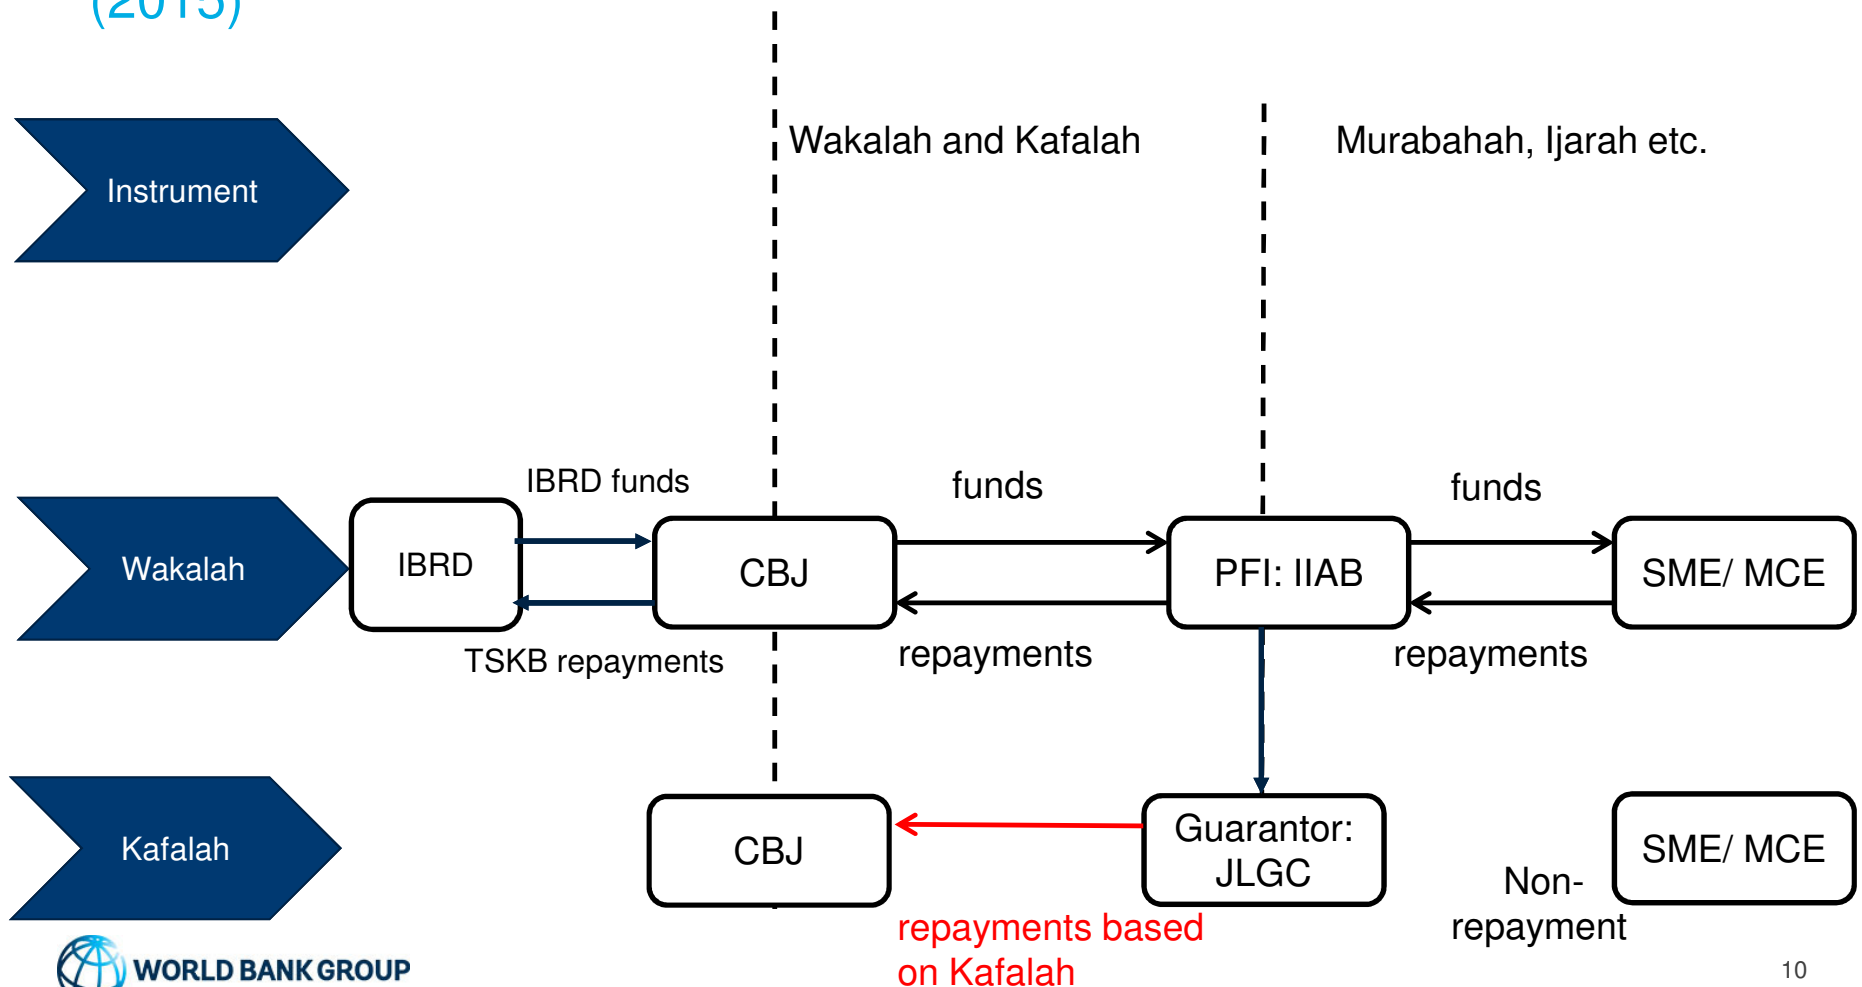 (2015)
Instrument
Wakalah and Kafalah
Murabahah, Ijarah etc.
Wakalah
IBRD
IBRD funds
TSKB repayments
CBJ
funds
repayments
PFI: IIAB
funds
repayments
SME/ MCE
Kafalah
CBJ
repayments based
on Kafalah
Guarantor:
JLGC
Non-
repayment
SME/ MCE
WORLD BANK GROUP
10